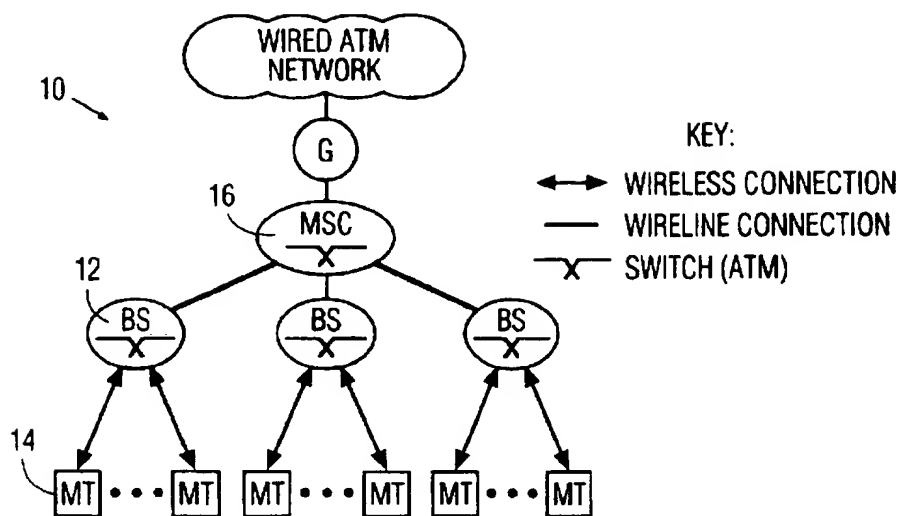 WIRED ATM
NETWORK
10
G
KEY:
WIRELESS CONNECTION
16
MSC
WIRELINE CONNECTION
SWITCH (ATM)
12
BS
BS
BS
14
MT ••• MT
MT ••• MT
MT ••• MT